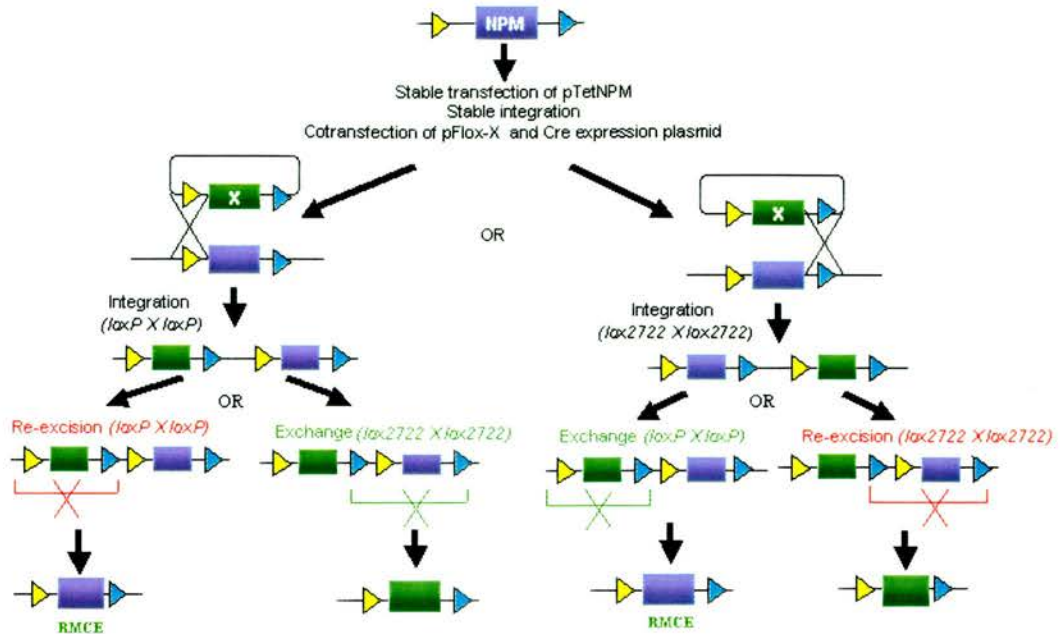 NPM
Stable transfection of pTetNPM
Stable integration
Cotransfection of pFlox-X and Cre expression plasmid
X
X
OR
Integration
(loxP X loxP)
Integration
(lox2722 X lox2722)
OR
OR
Re-excision (loxP X loxP)
Exchange (lox2722 X lox2722)
Exchange (loxP X loxP)
Re-excision (lox2722 X lox2722)
RMCE
RMCE